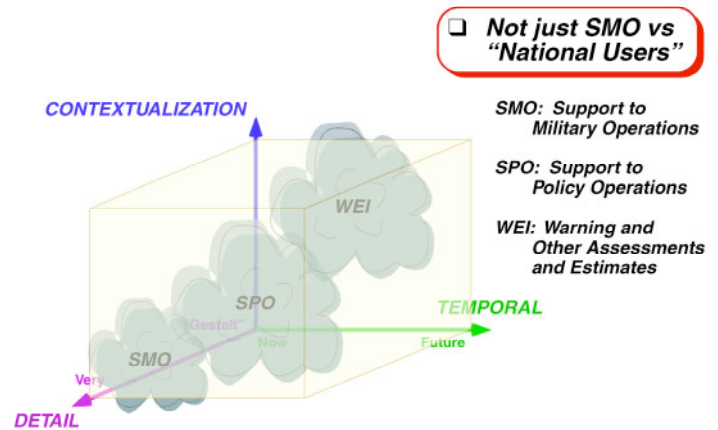 ❑ Not just SMO vs
“National Users”
CONTEXTUALIZATION
SMO: Support to
Military Operations
SPO: Support to
Policy Operations
WEI: Warning and
Other Assessments
and Estimates
WEI
SPO
TEMPORAL
"Gestalt"
Now
Future
SMO
Very
DETAIL